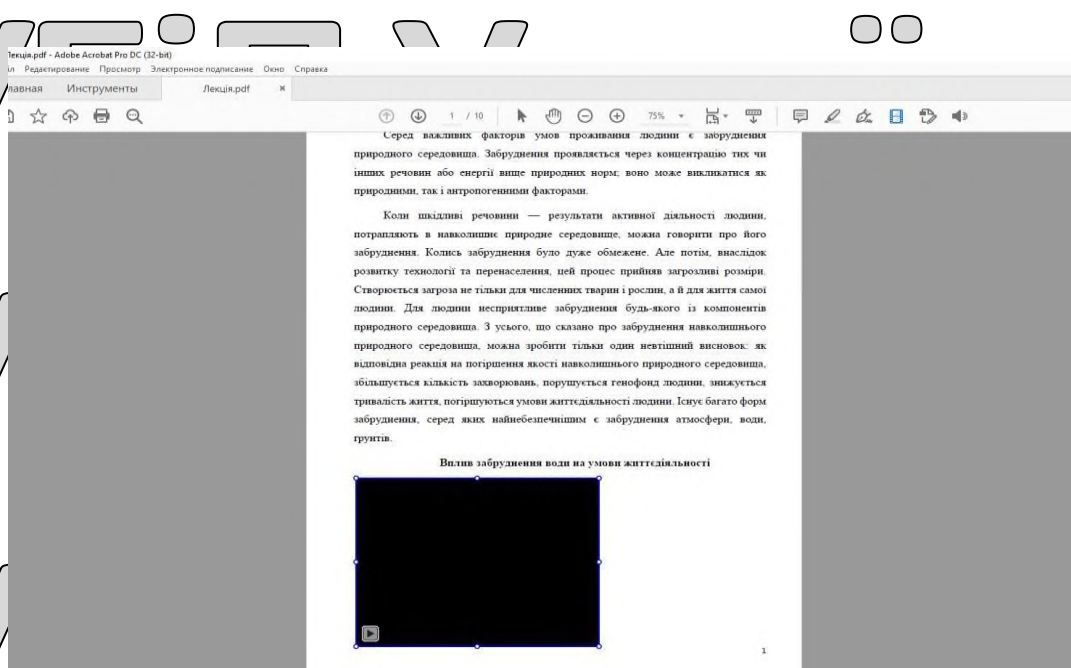 Лекція.pdf - Adobe Acrobat Pro DC (32-bit)
Редактирование Просмотр Электронное подписание Окно Справка
Инструменты Лекція.pdf ×
1 / 10 75%
Серед важливих факторів умов проживання людини є забруднення
природного середовища. Забруднення проявляється через концентрацію тих чи
інших речовин або енергії вище природних норм; воно може викликатися як
природними, так і антропогенними факторами.
Коли шкідливі речовини — результати активної діяльності людини,
потрапляють в навколишнє природне середовище, можна говорити про його
забруднення. Колись забруднення було дуже обмежене. Але потім, внаслідок
розвитку технології та перенаселення, цей процес прийняв загрозливі розміри.
Створюється загроза не тільки для численних тварин і рослин, а й для життя самої
людини. Для людини несприятливе забруднення будь-якого із компонентів
природного середовища. З усього, що сказано про забруднення навколишнього
природного середовища, можна зробити тільки один невтішний висновок: як
відповідна реакція на погіршення якості навколишнього природного середовища,
збільшується кількість захворювань, порушується генофонд людини, знижується
тривалість життя, погіршуються умови життєдіяльності людини. Існує багато форм
забруднення, серед яких найнебезпечнішим є забруднення атмосфери, води,
ґрунтів.
Вплив забруднення води на умови життєдіяльності
1